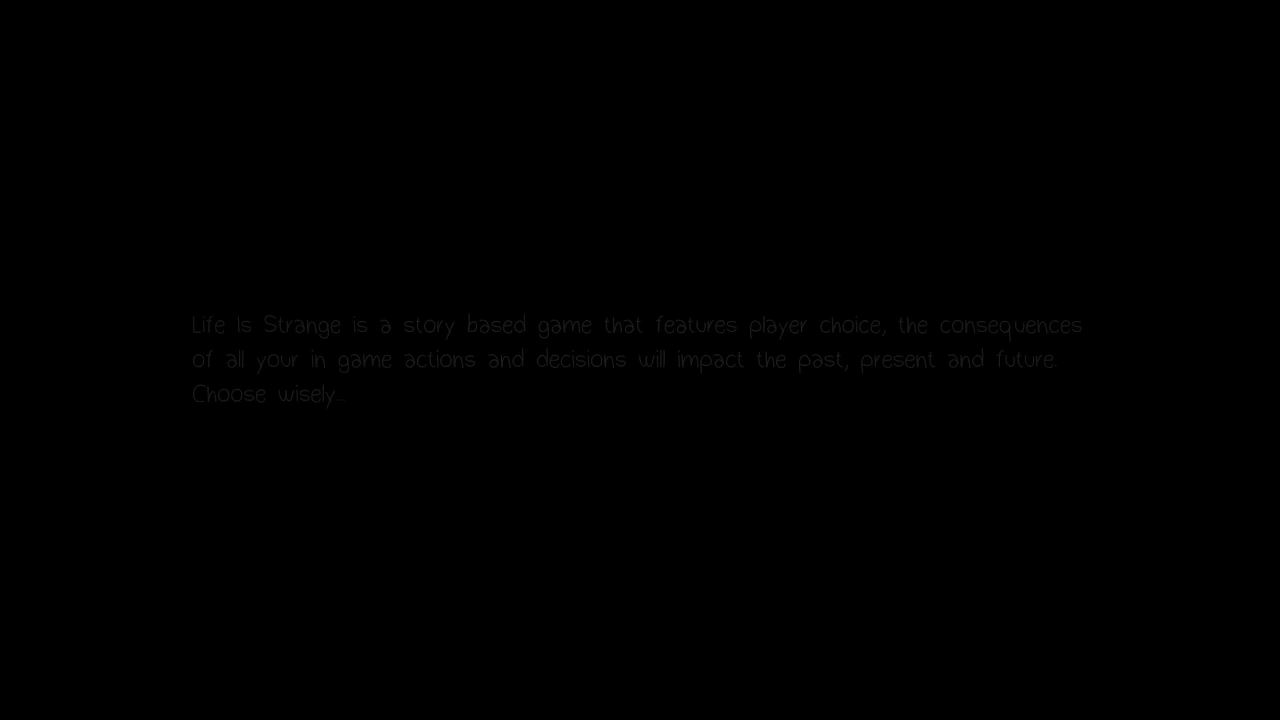 Life Is Strange is a story based game that features player choice, the consequences
of all your in game actions and decisions will impact the past, present and future.
Choose wisely...